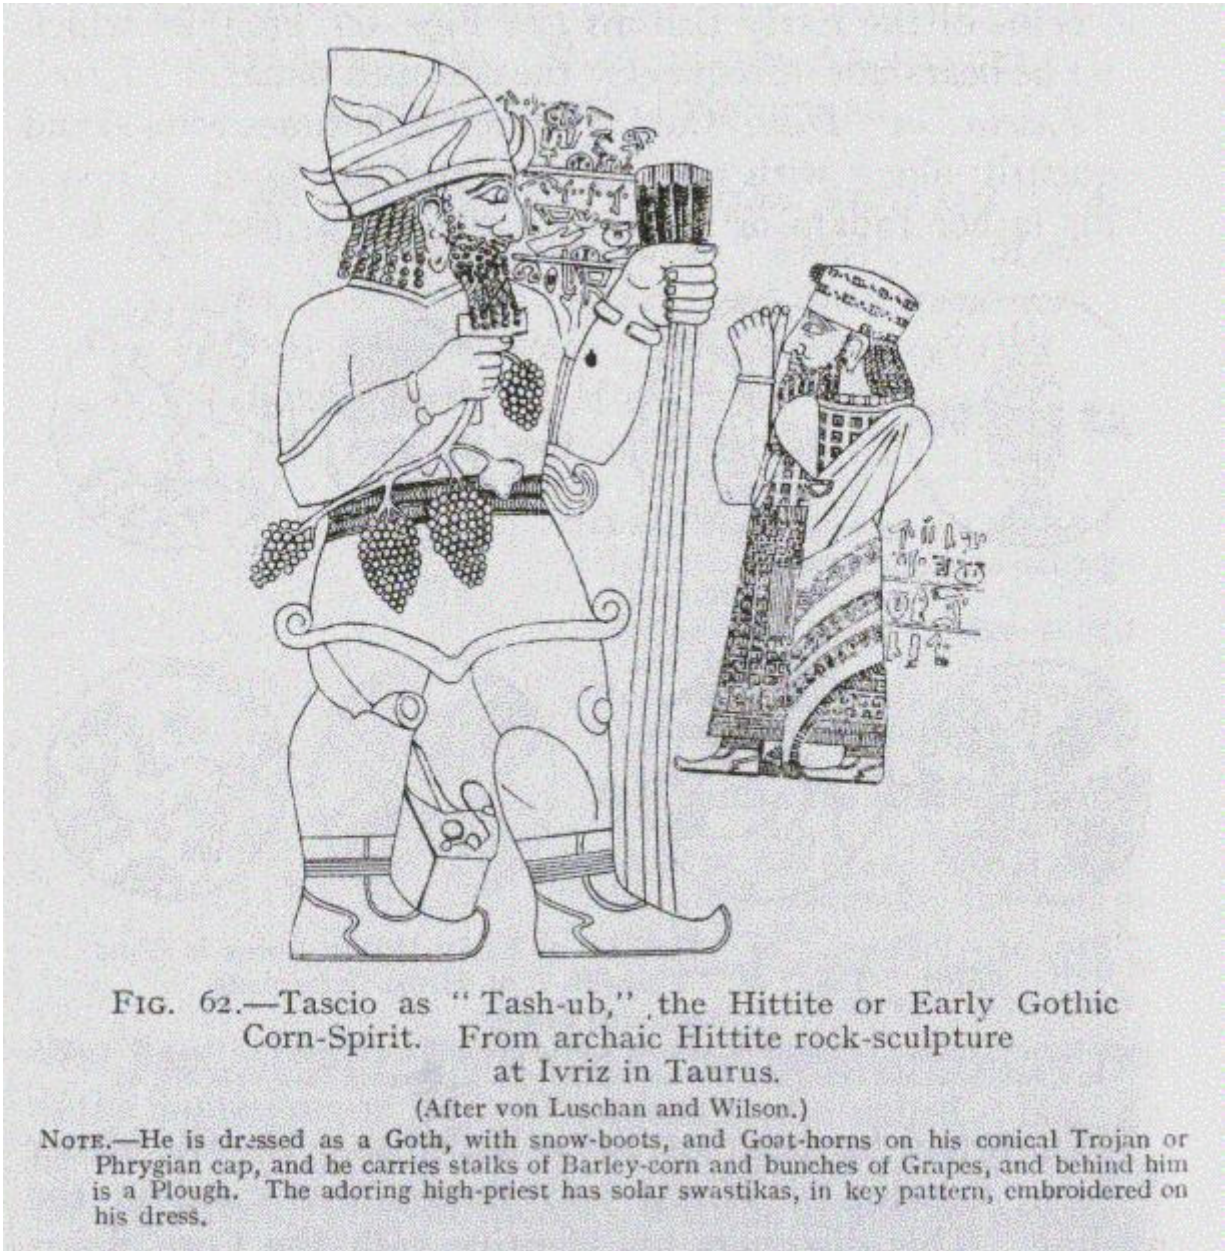 FIG. 62.—Tascio as “ Tash-ub,” the Hittite or Early Gothic
Corn-Spirit. From archaic Hittite rock-sculpture
at Ivriz in Taurus.
(After von Luschan and Wilson.)
NOTE.—He is dressed as a Goth, with snow-boots, and Goat-horns on his conical Trojan or
Phrygian cap, and he carries stalks of Barley-corn and bunches of Grapes, and behind him
is a Plough. The adoring high-priest has solar swastikas, in key pattern, embroidered on
his dress.